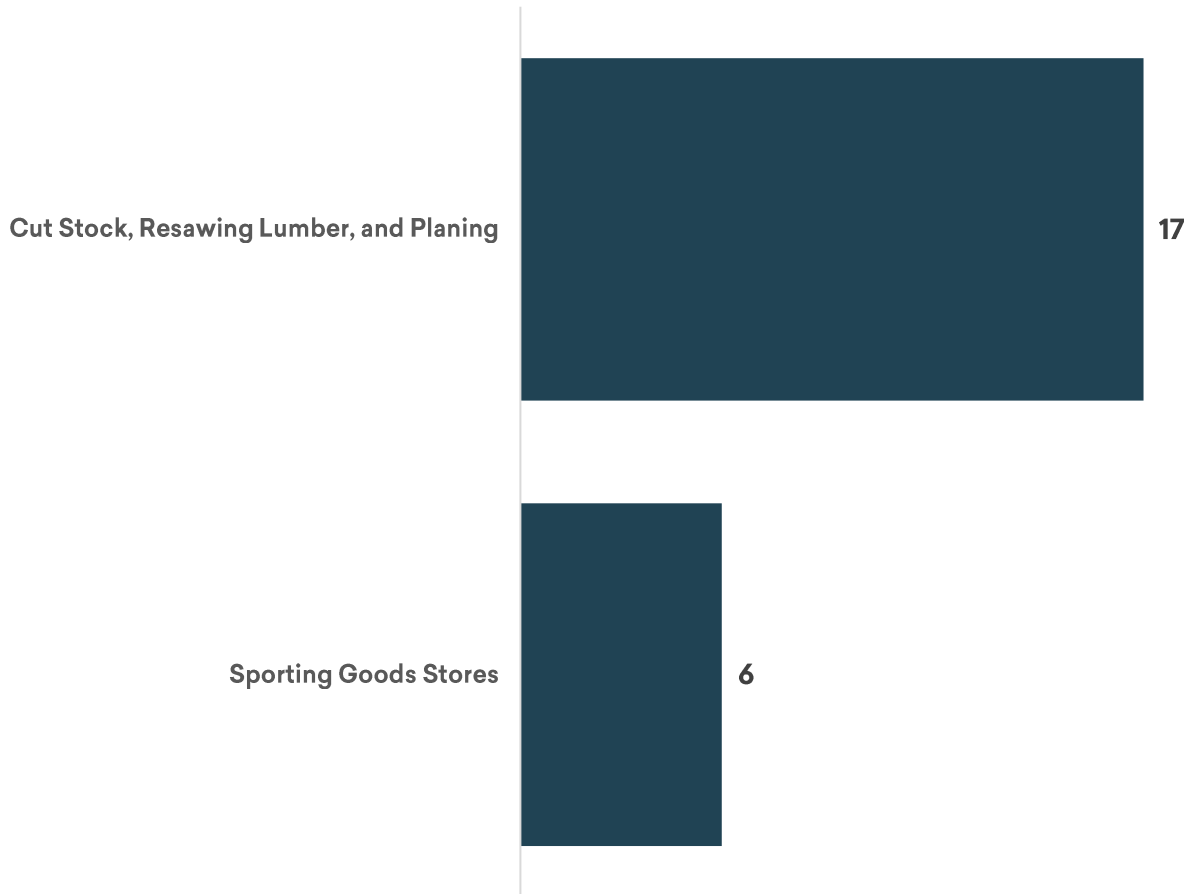 Cut Stock, Resawing Lumber, and Planing
17
Sporting Goods Stores
6